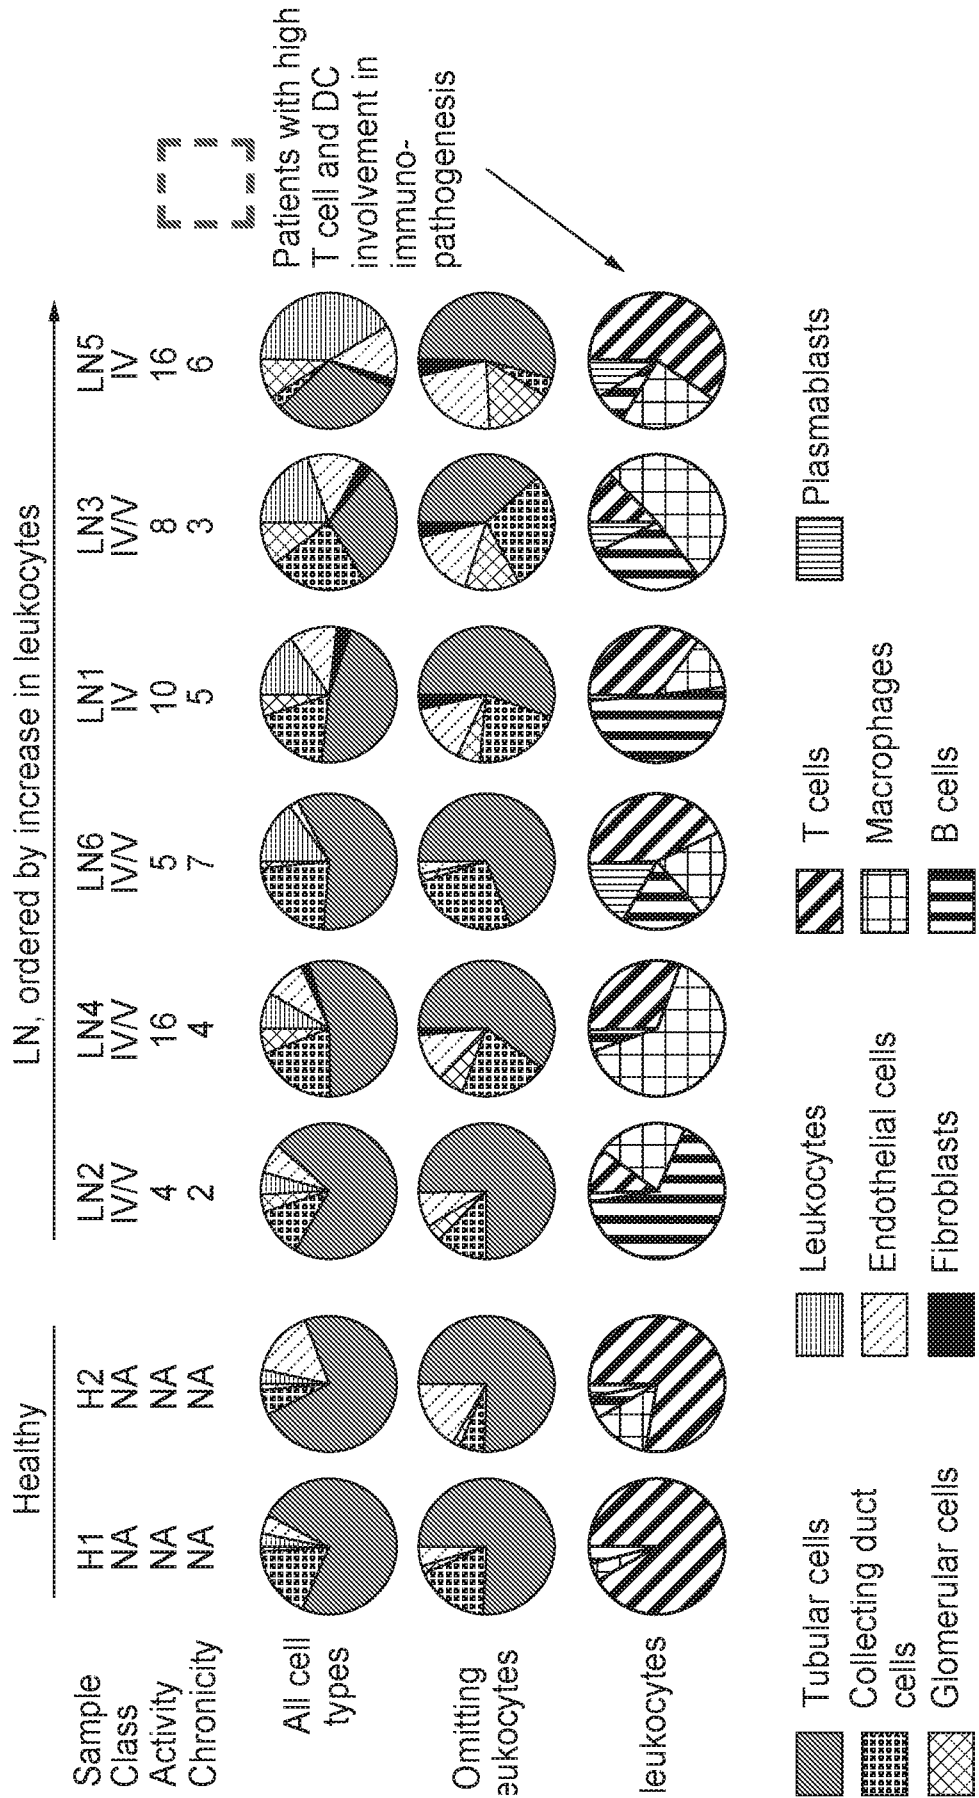 Healthy
LN, ordered by increase in leukocytes
Sample H1 H2 LN2 LN4 LN6 LN1 LN3 LN5
Class NA NA IV/V IV/V IV/V IV IV/V IV
Activity NA NA 4 16 5 10 8 16
Chronicity NA NA 2 4 7 5 3 6
All cell
types
Omitting
eukocytes
leukocytes
Patients with high
T cell and DC
involvement in
immuno-
pathogenesis
Tubular cells
Collecting duct
cells
Glomerular cells
Leukocytes
Endothelial cells
Fibroblasts
T cells
Macrophages
B cells
Plasmablasts